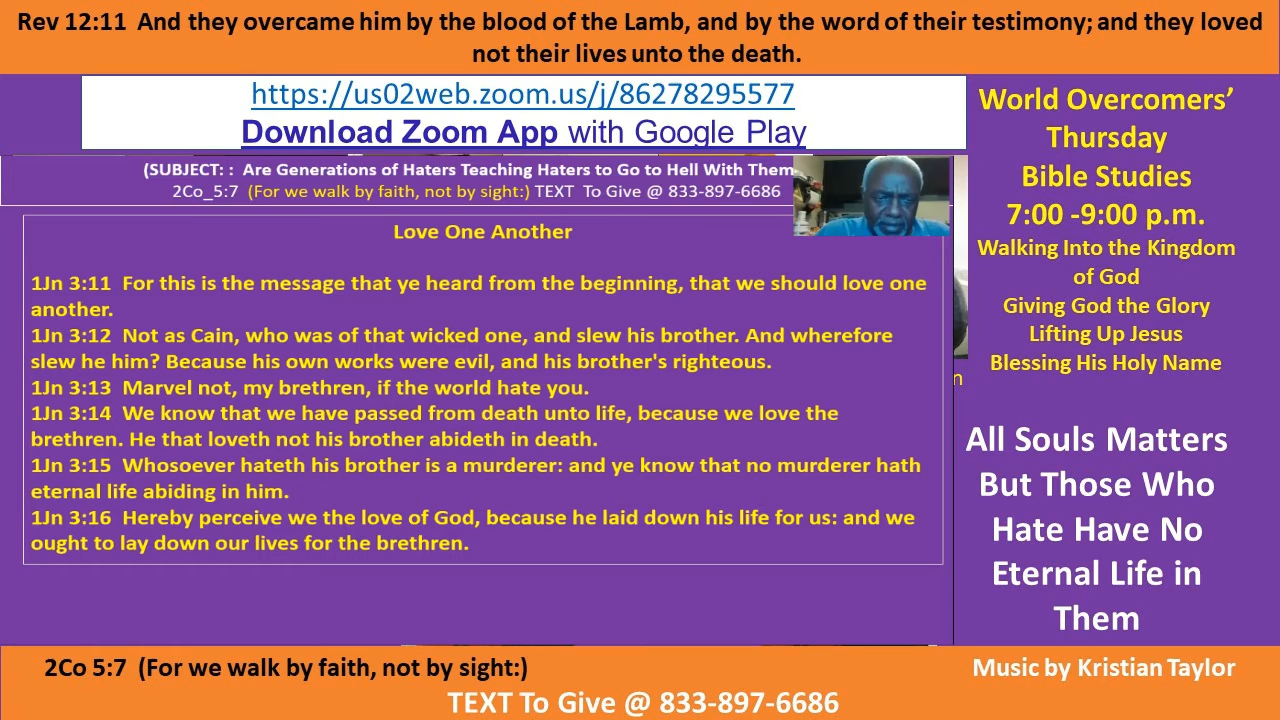 Rev 12:11  And they overcame him by the blood of the Lamb, and by the word of their testimony; and they loved
not their lives unto the death.
https://us02web.zoom.us/j/86278295577
Download Zoom App with Google Play
(SUBJECT: :  Are Generations of Haters Teaching Haters to Go to Hell With Them
2Co_5:7  (For we walk by faith, not by sight:) TEXT  To Give @ 833-897-6686
Love One Another
1Jn 3:11  For this is the message that ye heard from the beginning, that we should love one
another.
1Jn 3:12  Not as Cain, who was of that wicked one, and slew his brother. And wherefore
slew he him? Because his own works were evil, and his brother's righteous.
1Jn 3:13  Marvel not, my brethren, if the world hate you.
1Jn 3:14  We know that we have passed from death unto life, because we love the
brethren. He that loveth not his brother abideth in death.
1Jn 3:15  Whosoever hateth his brother is a murderer: and ye know that no murderer hath
eternal life abiding in him.
1Jn 3:16  Hereby perceive we the love of God, because he laid down his life for us: and we
ought to lay down our lives for the brethren.
n
World Overcomers'
Thursday
Bible Studies
7:00 -9:00 p.m.
Walking Into the Kingdom
of God
Giving God the Glory
Lifting Up Jesus
Blessing His Holy Name
All Souls Matters
But Those Who
Hate Have No
Eternal Life in
Them
2Co 5:7  (For we walk by faith, not by sight:)
Music by Kristian Taylor
TEXT To Give @ 833-897-6686